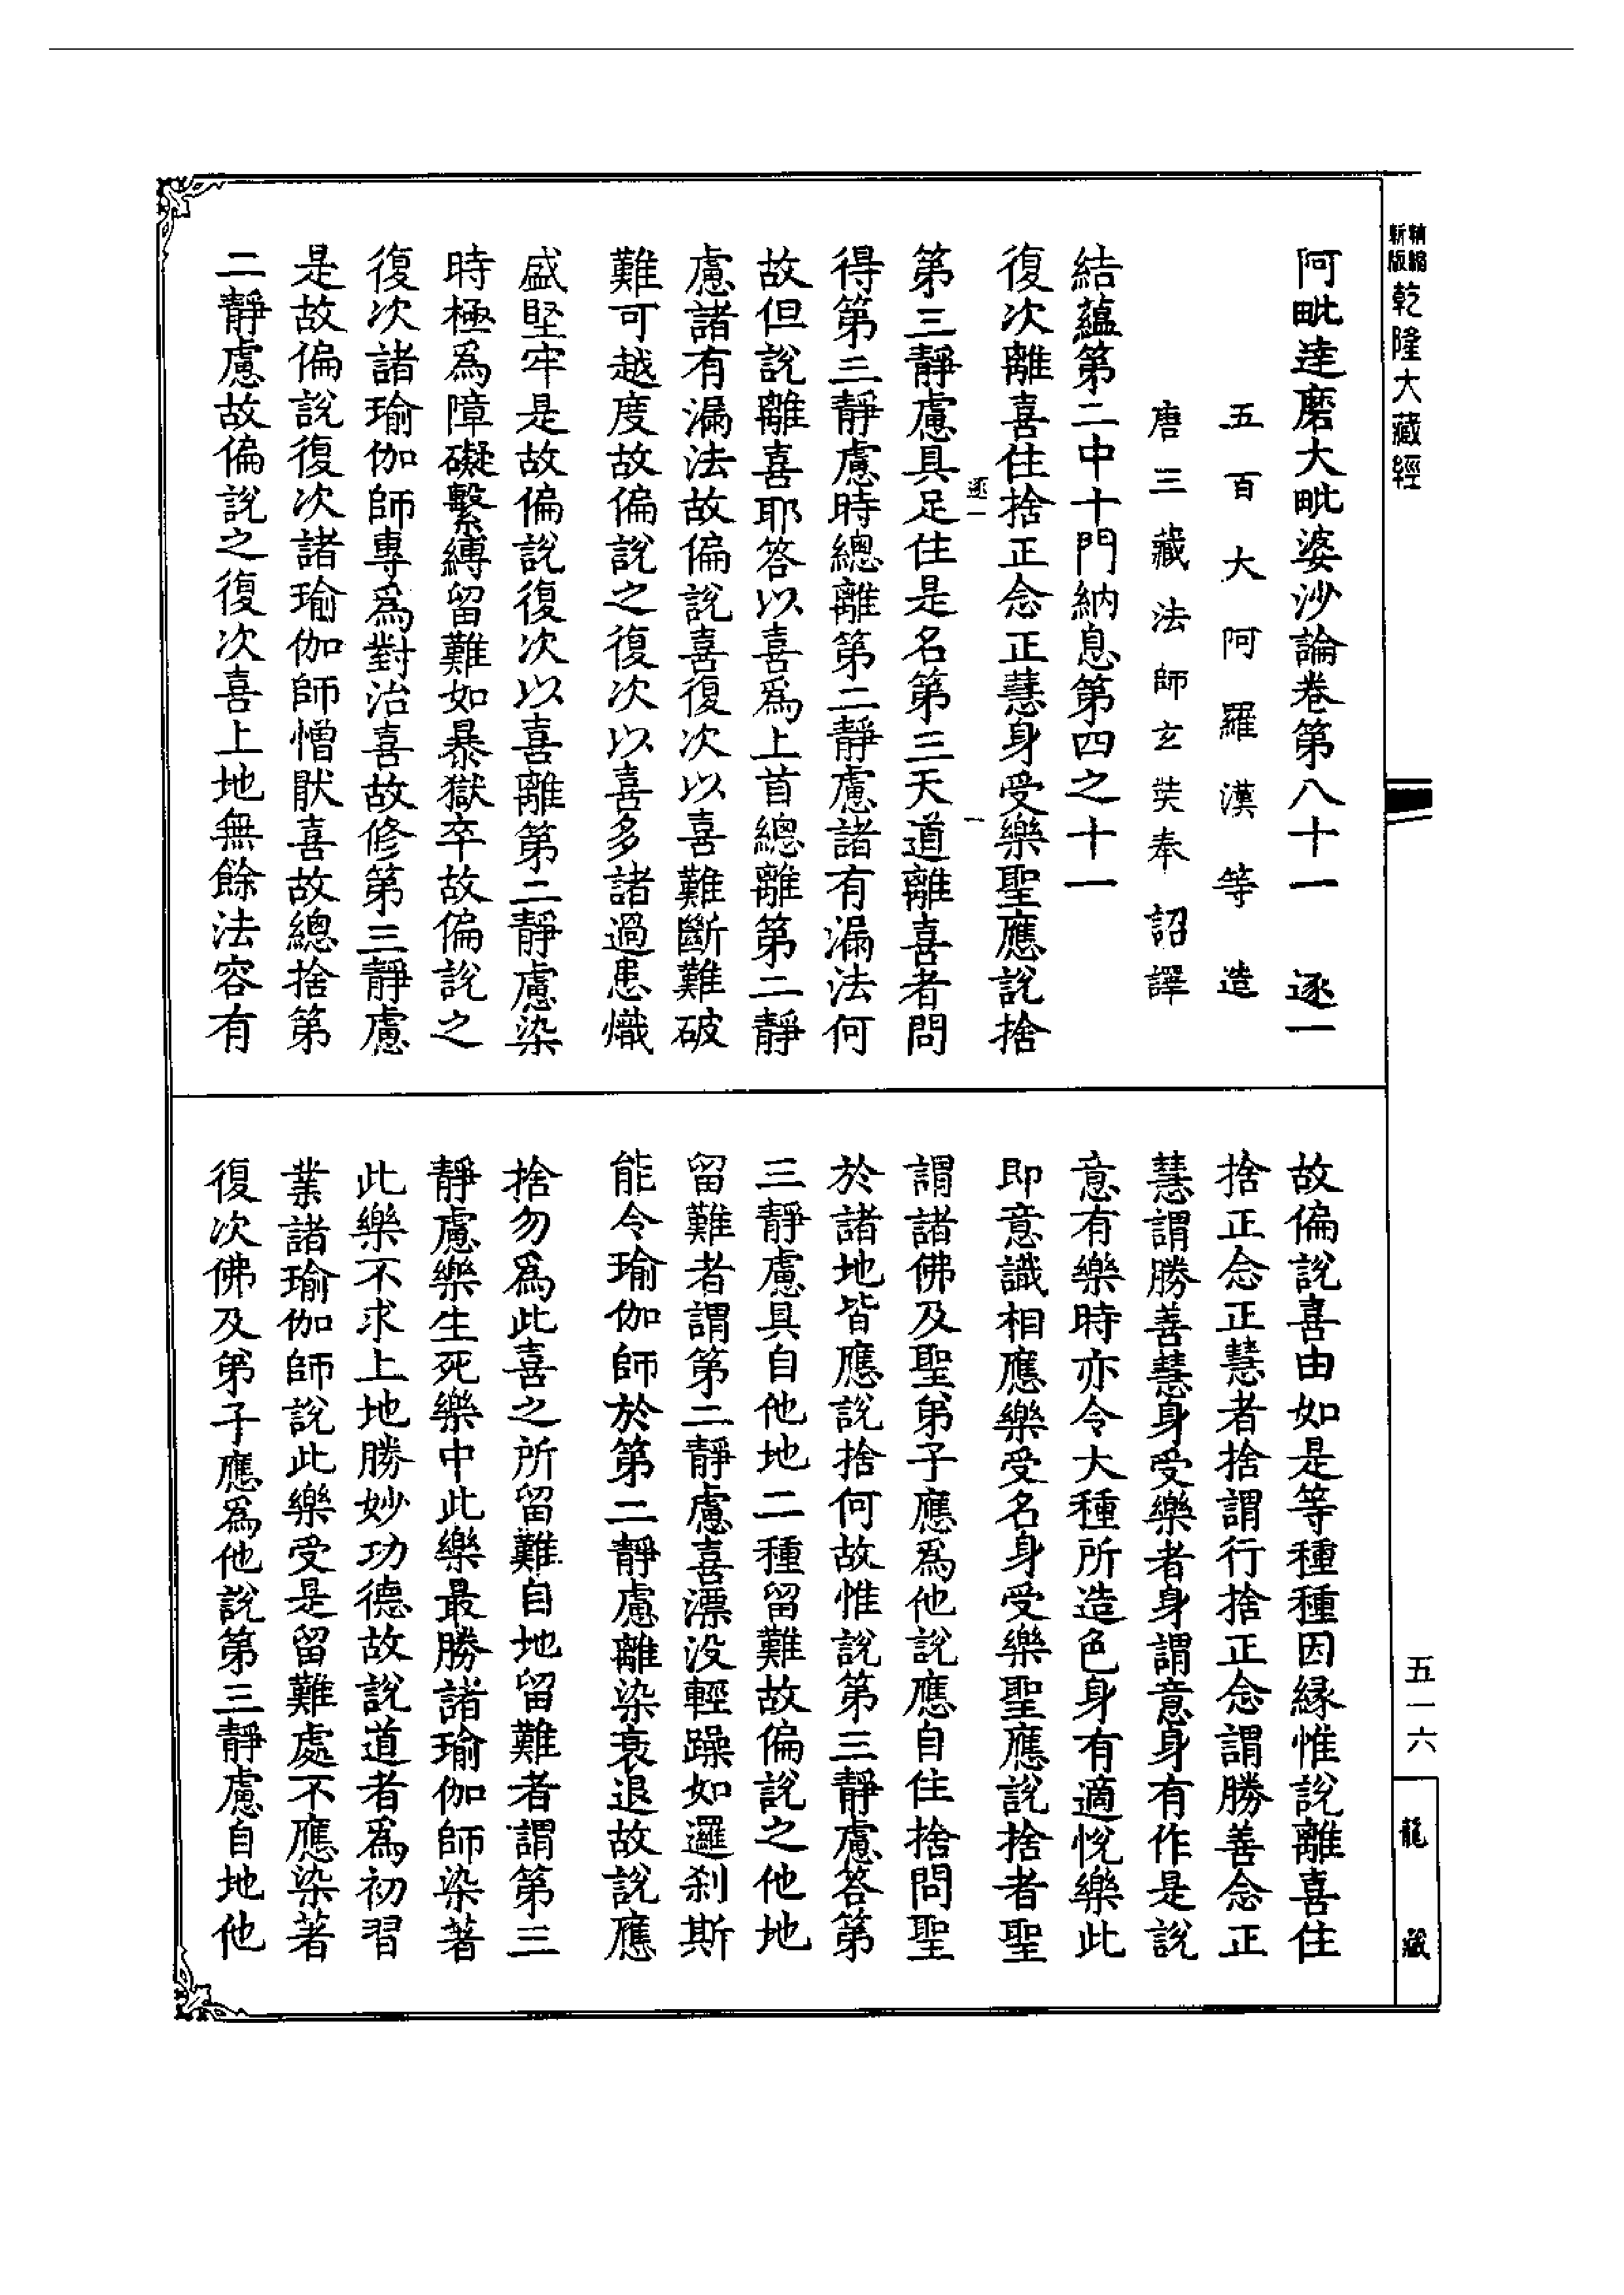 新版精縮乾隆大藏經
阿毗達磨大毗婆沙論卷第八十一 逐一
五百大阿羅漢等造
唐三藏法師玄奘奉詔譯
結蘊第二中十門納息第四之十一
復次離喜住捨正念正慧身受樂聖應說捨
逐一 一
第三靜慮具足住是名第三天道離喜者問
得第三靜慮時總離第二靜慮諸有漏法何
故但說離喜耶答以喜爲上首總離第二靜
慮諸有漏法故偏說喜復次以喜難斷難破
難可越度故偏說之復次以喜多諸過患熾
盛堅牢是故偏說復次以喜離第二靜慮染
時極爲障礙繫縛留難如暴獄卒故偏說之
復次諸瑜伽師專爲對治喜故修第三靜慮
是故偏說復次諸瑜伽師憎猒喜故總捨第
二靜慮故偏說之復次喜上地無餘法容有
故偏說喜由如是等種種因緣惟說離喜住
捨正念正慧者捨謂行捨正念謂勝善念正
慧謂勝善慧身受樂者身謂意身有作是說
意有樂時亦令大種所造色身有適悅樂此
即意識相應樂受名身受樂聖應說捨者聖
謂諸佛及聖弟子應爲他說應自住捨問聖
於諸地皆應說捨何故惟說第三靜慮答第
三靜慮具自他地二種留難故偏說之他地
留難者謂第二靜慮喜漂没輕躁如邏刹斯
能令瑜伽師於第二靜慮離染衰退故說應
捨勿爲此喜之所留難自地留難者謂第三
靜慮樂生死樂中此樂最勝諸瑜伽師染著
此樂不求上地勝妙功德故說道者爲初習
業諸瑜伽師說此樂受是留難處不應染著
復次佛及弟子應爲他說第三靜慮自地他
五一六
龍藏